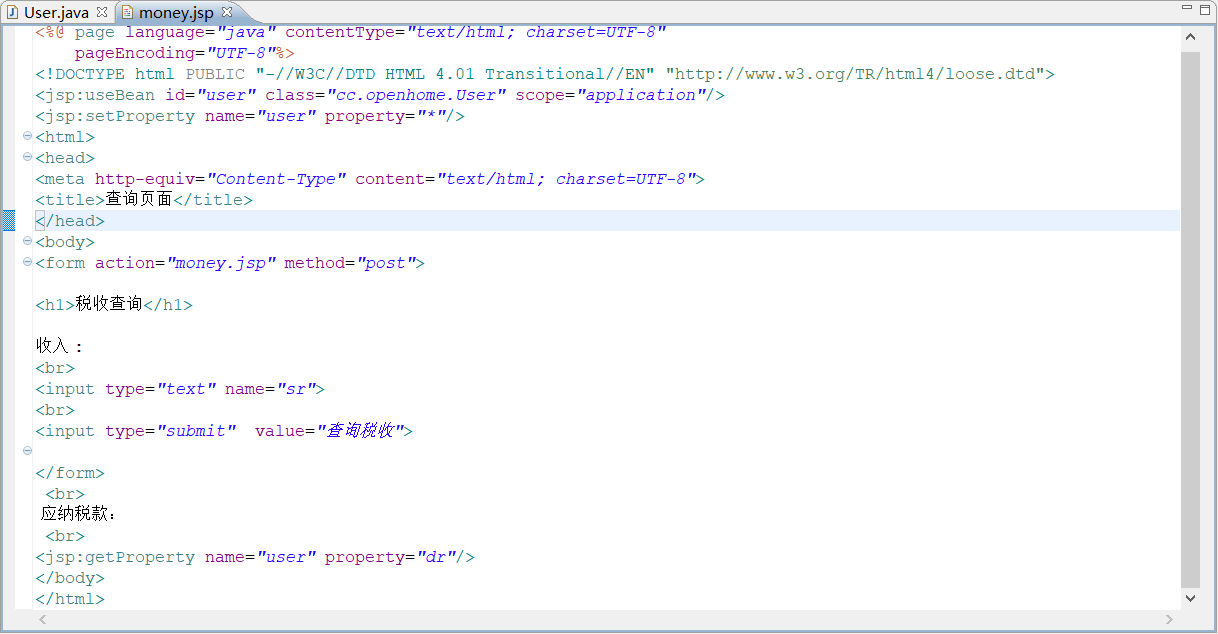 User.java money.jsp
<%@ page language="java" contentType="text/html; charset=UTF-8"
    pageEncoding="UTF-8"%>
<!DOCTYPE html PUBLIC "-//W3C//DTD HTML 4.01 Transitional//EN" "http://www.w3.org/TR/html4/loose.dtd">
<jsp:useBean id="user" class="cc.openhome.User" scope="application"/>
<jsp:setProperty name="user" property="*"/>
<html>
<head>
<meta http-equiv="Content-Type" content="text/html; charset=UTF-8">
<title>查询页面</title>
</head>
<body>
<form action="money.jsp" method="post">
<h1>税收查询</h1>
收入：
<br>
<input type="text" name="sr">
<br>
<input type="submit"  value="查询税收">
</form>
 <br>
 应纳税款：
 <br>
<jsp:getProperty name="user" property="dr"/>
</body>
</html>